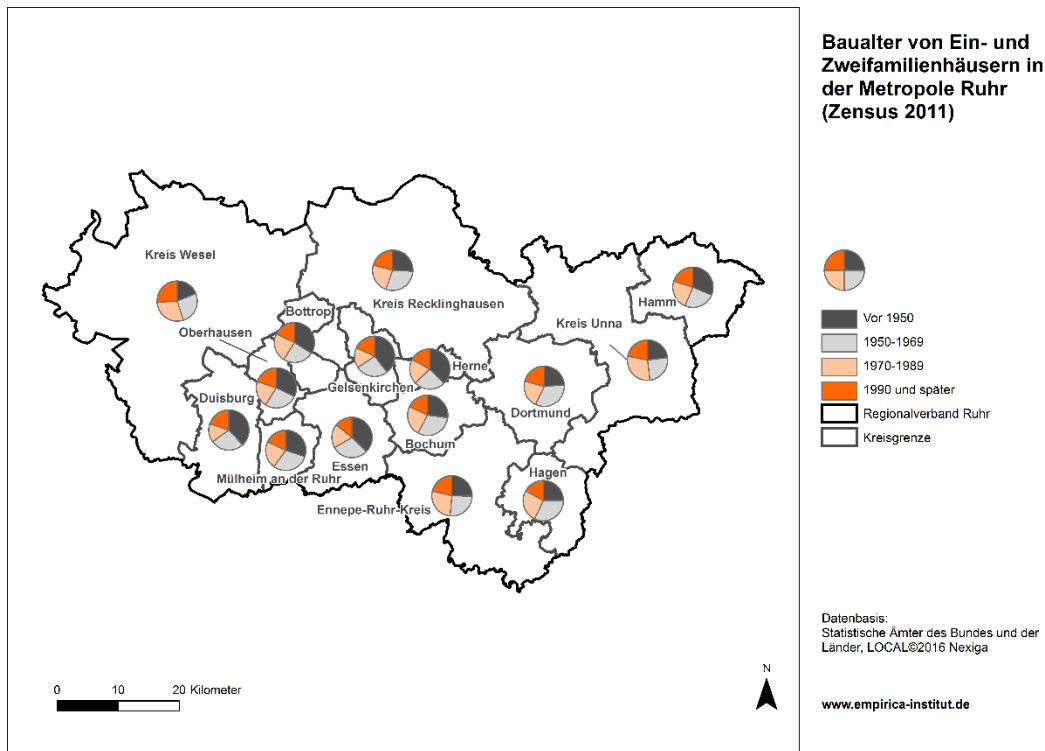 Baualter von Ein- und
Zweifamilienhäusern in
der Metropole Ruhr
(Zensus 2011)
Kreis Wesel
Kreis Recklinghausen
Hamm
Bottrop
Kreis Unna
Oberhausen
Herne
Gelsenkirchen
Duisburg
Dortmund
Bochum
Essen
Mülheim an der Ruhr
Hagen
Ennepe-Ruhr-Kreis
Vor 1950
1950-1969
1970-1989
1990 und später
Regionalverband Ruhr
Kreisgrenze
Datenbasis:
Statistische Ämter des Bundes und der
Länder, LOCAL©2016 Nexiga
www.empirica-institut.de
N
0 10 20 Kilometer